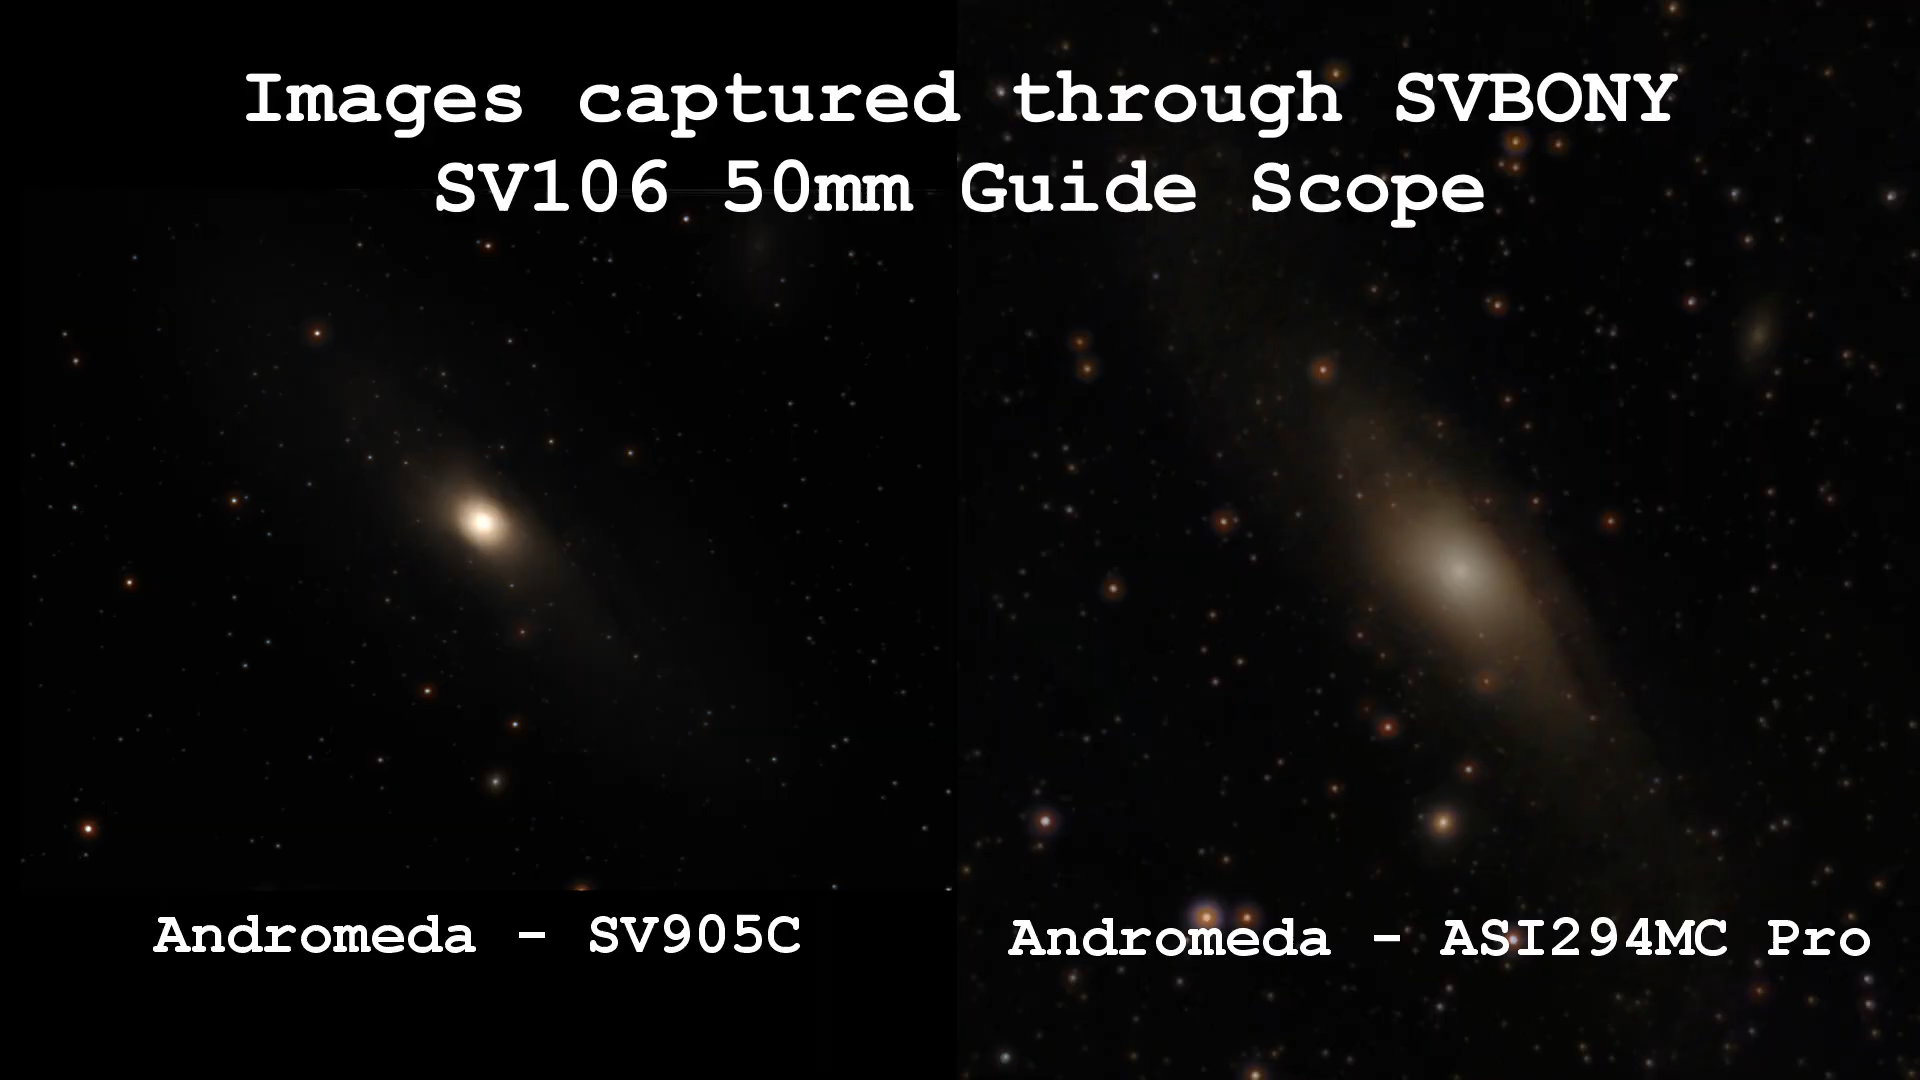 Images captured through SVBONY
SV106 50mm Guide Scope
Andromeda - SV905C
Andromeda - ASI294MC Pro